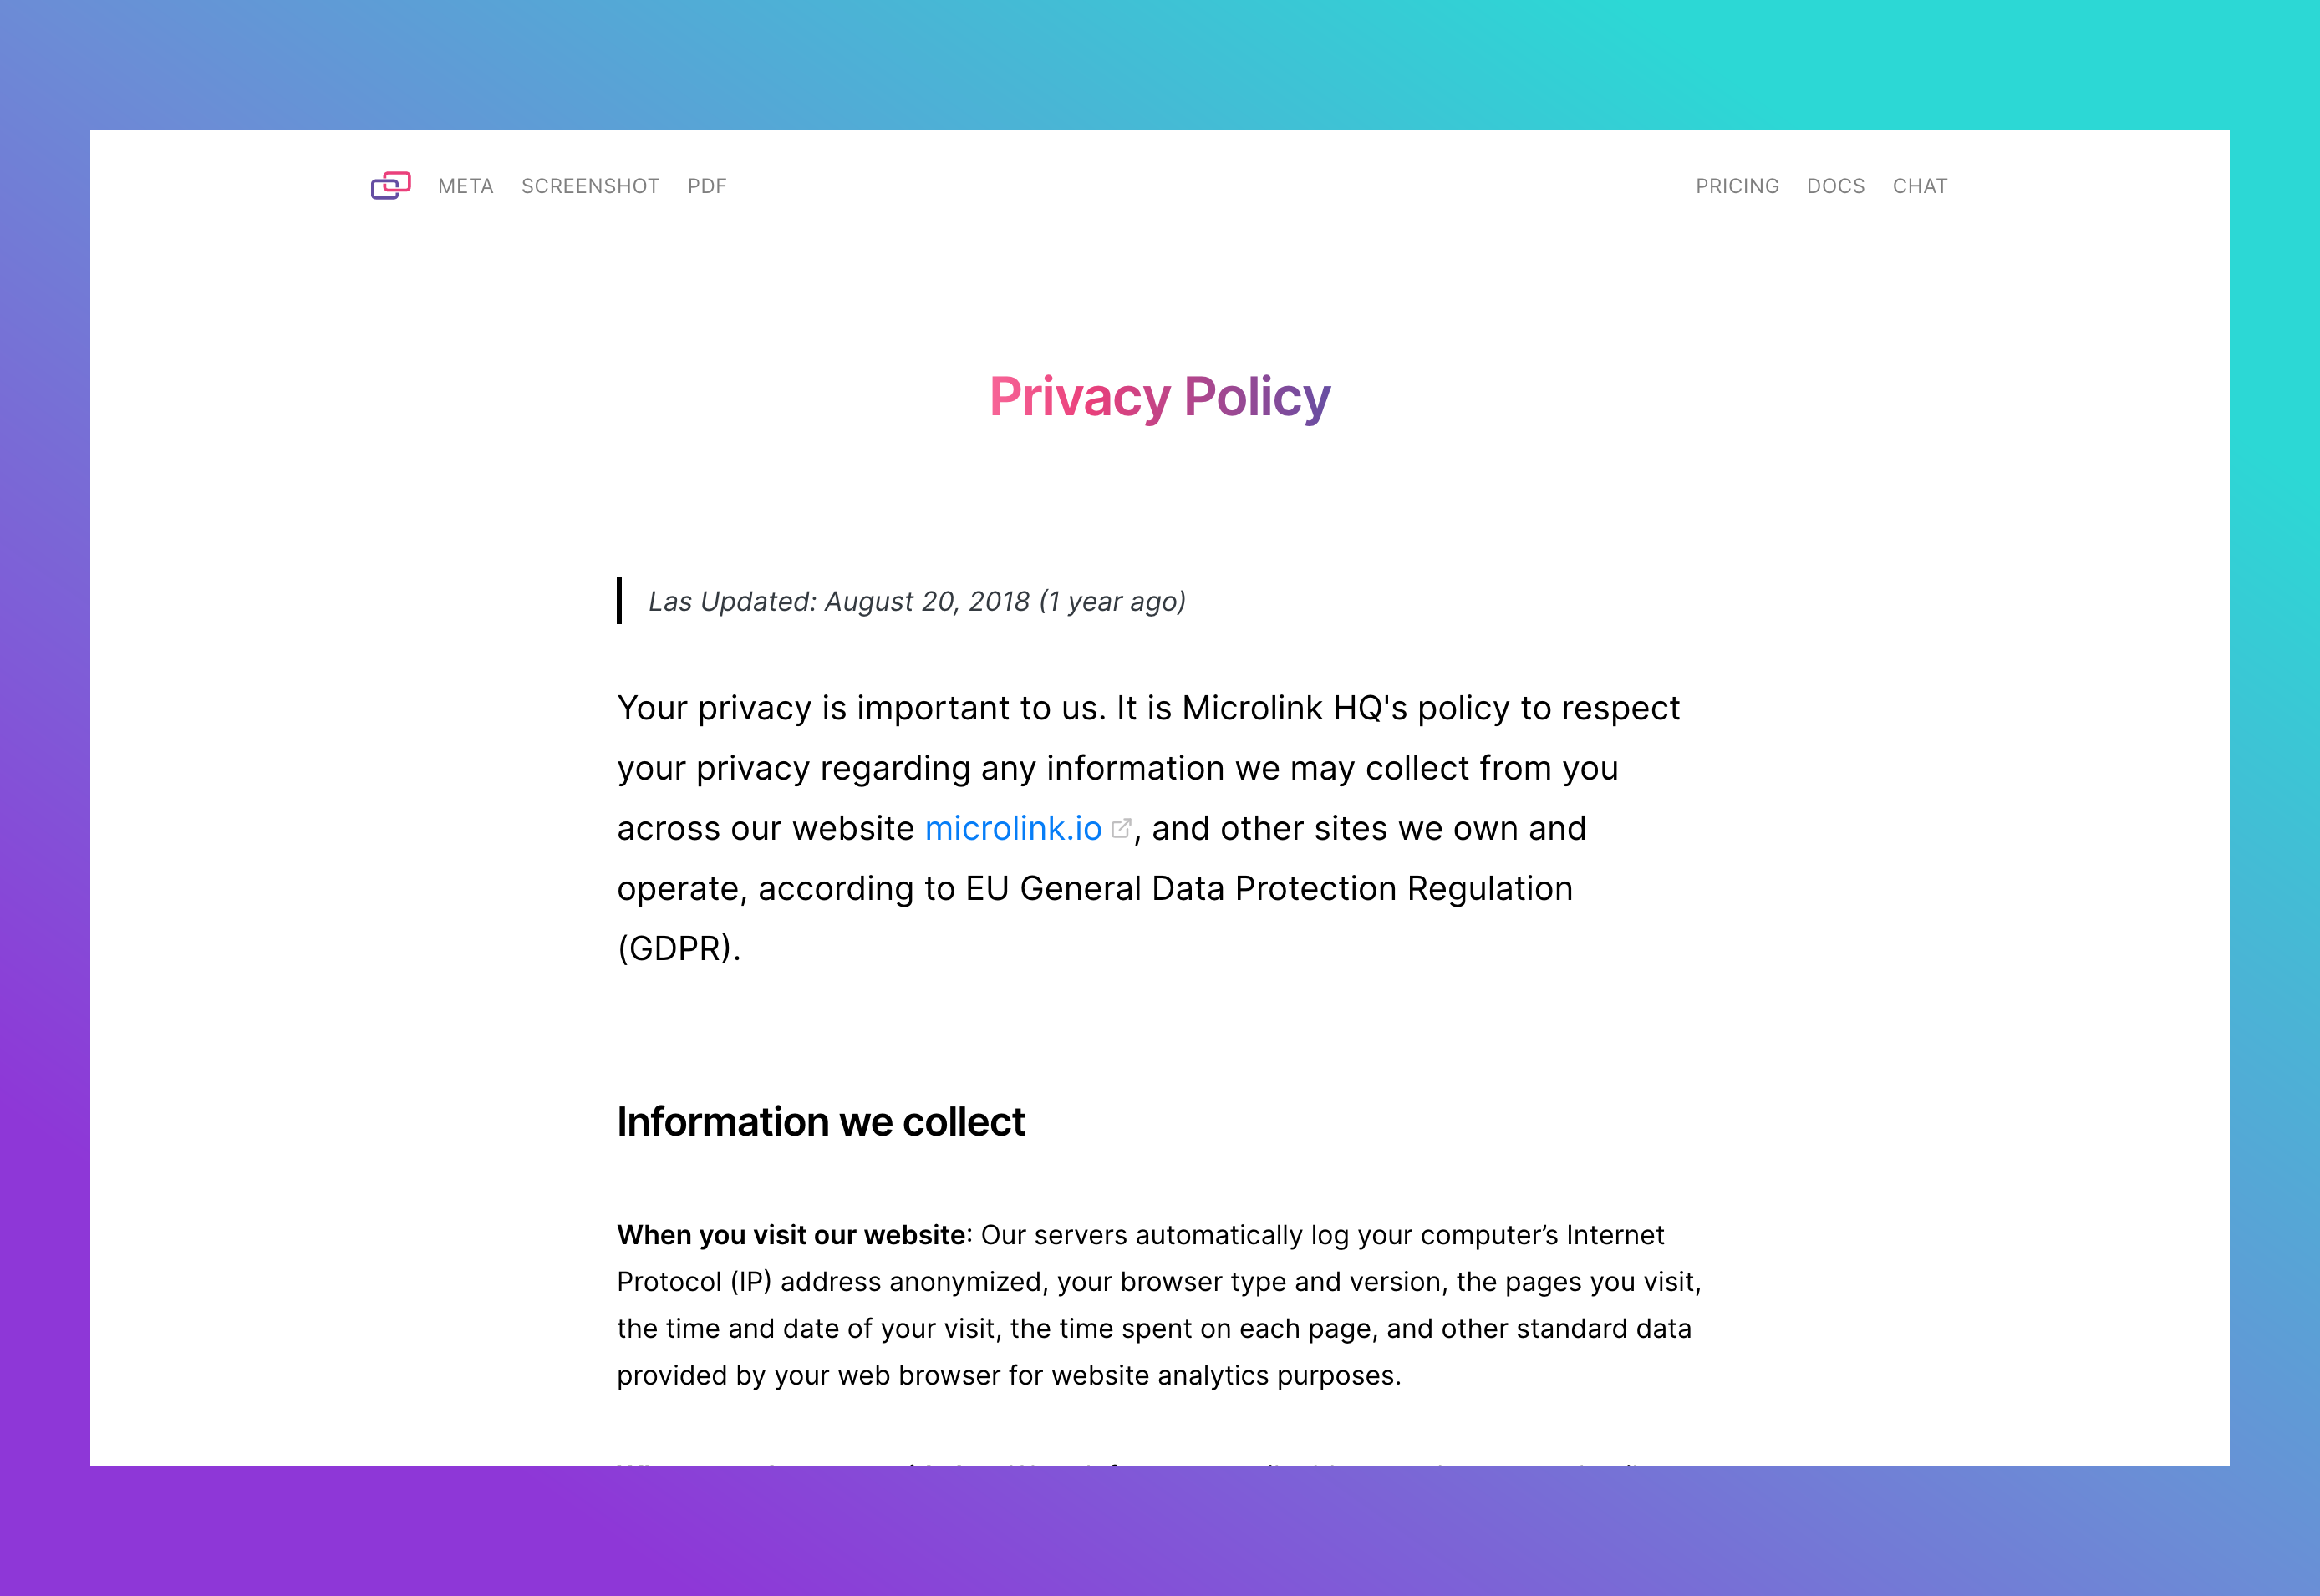 META SCREENSHOT PDF PRICING DOCS CHAT
Privacy Policy
Las Updated: August 20, 2018 (1 year ago)
Your privacy is important to us. It is Microlink HQ's policy to respect
your privacy regarding any information we may collect from you
across our website microlink.io, and other sites we own and
operate, according to EU General Data Protection Regulation
(GDPR).
Information we collect
When you visit our website: Our servers automatically log your computer’s Internet
Protocol (IP) address anonymized, your browser type and version, the pages you visit,
the time and date of your visit, the time spent on each page, and other standard data
provided by your web browser for website analytics purposes.